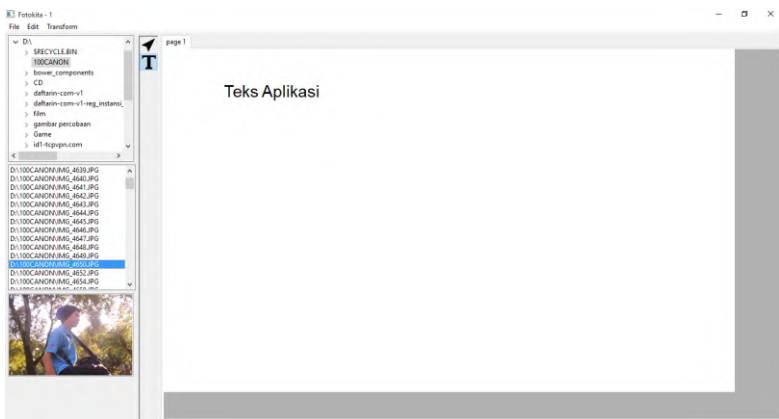 Fotokita - 1
File Edit Transform
D:\
$RECYCLE.BIN
100CANON
bower_components
CD
daftarin-com-v1
daftarin-com-v1-reg_instansi_
film
gambar percobaan
Game
id1-tcpvpn.com
T
page 1
Teks Aplikasi
D:\100CANON\IMG_4639.JPG
D:\100CANON\IMG_4640.JPG
D:\100CANON\IMG_4641.JPG
D:\100CANON\IMG_4642.JPG
D:\100CANON\IMG_4643.JPG
D:\100CANON\IMG_4644.JPG
D:\100CANON\IMG_4645.JPG
D:\100CANON\IMG_4646.JPG
D:\100CANON\IMG_4647.JPG
D:\100CANON\IMG_4648.JPG
D:\100CANON\IMG_4649.JPG
D:\100CANON\IMG_4650.JPG
D:\100CANON\IMG_4652.JPG
D:\100CANON\IMG_4654.JPG